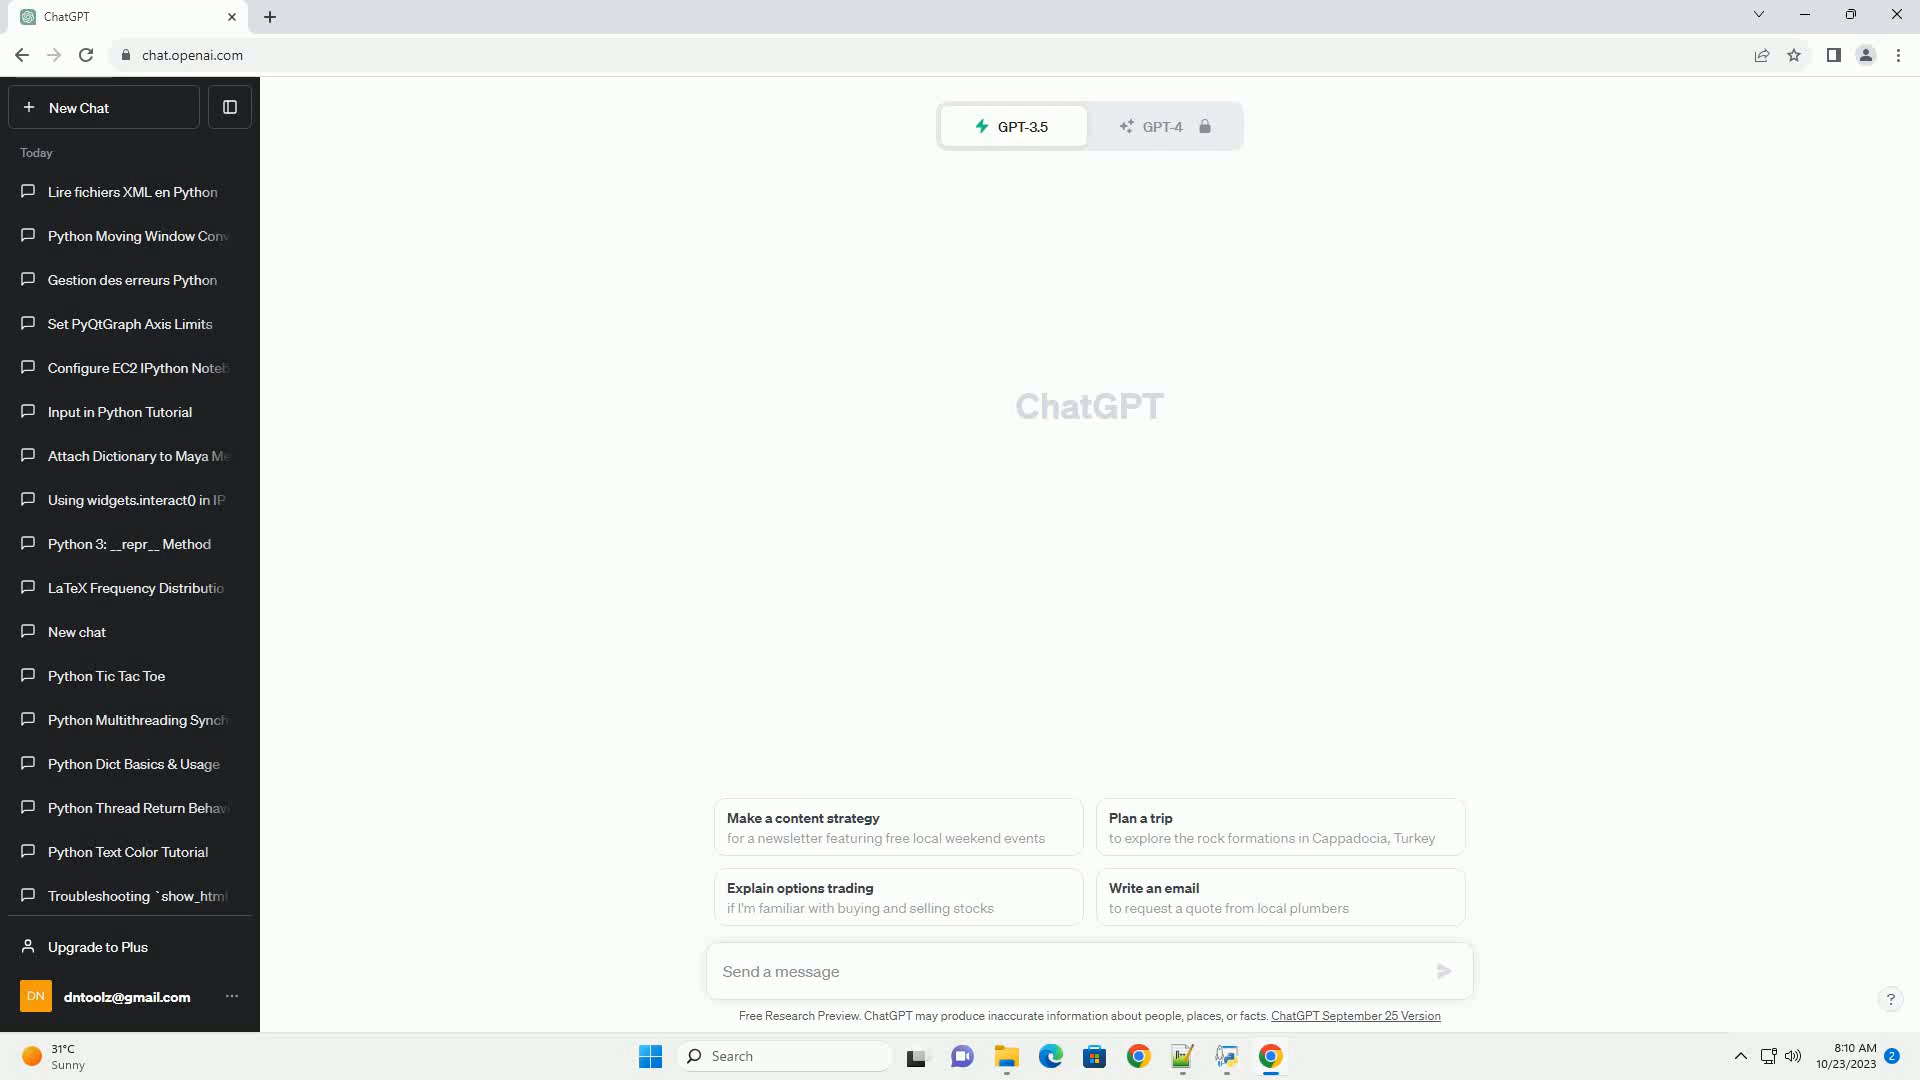 ChatGPT
chat.openai.com
New Chat
GPT-3.5
GPT-4
Today
Lire fichiers XML en Python
Python Moving Window Conv
Gestion des erreurs Python
Set PyQtGraph Axis Limits
Configure EC2 IPython Noteb
Input in Python Tutorial
Attach Dictionary to Maya Me
Using widgets.interact() in IP
Python 3: __repr__ Method
LaTeX Frequency Distributio
New chat
Python Tic Tac Toe
Python Multithreading Synch
Python Dict Basics & Usage
Python Thread Return Behav
Python Text Color Tutorial
Troubleshooting `show_html
Upgrade to Plus
DN
dntoolz@gmail.com
ChatGPT
Make a content strategy
for a newsletter featuring free local weekend events
Plan a trip
to explore the rock formations in Cappadocia, Turkey
Explain options trading
if I'm familiar with buying and selling stocks
Write an email
to request a quote from local plumbers
Send a message
Free Research Preview. ChatGPT may produce inaccurate information about people, places, or facts. ChatGPT September 25 Version
?
31°C
Sunny
Search
8:10 AM
10/23/2023
2